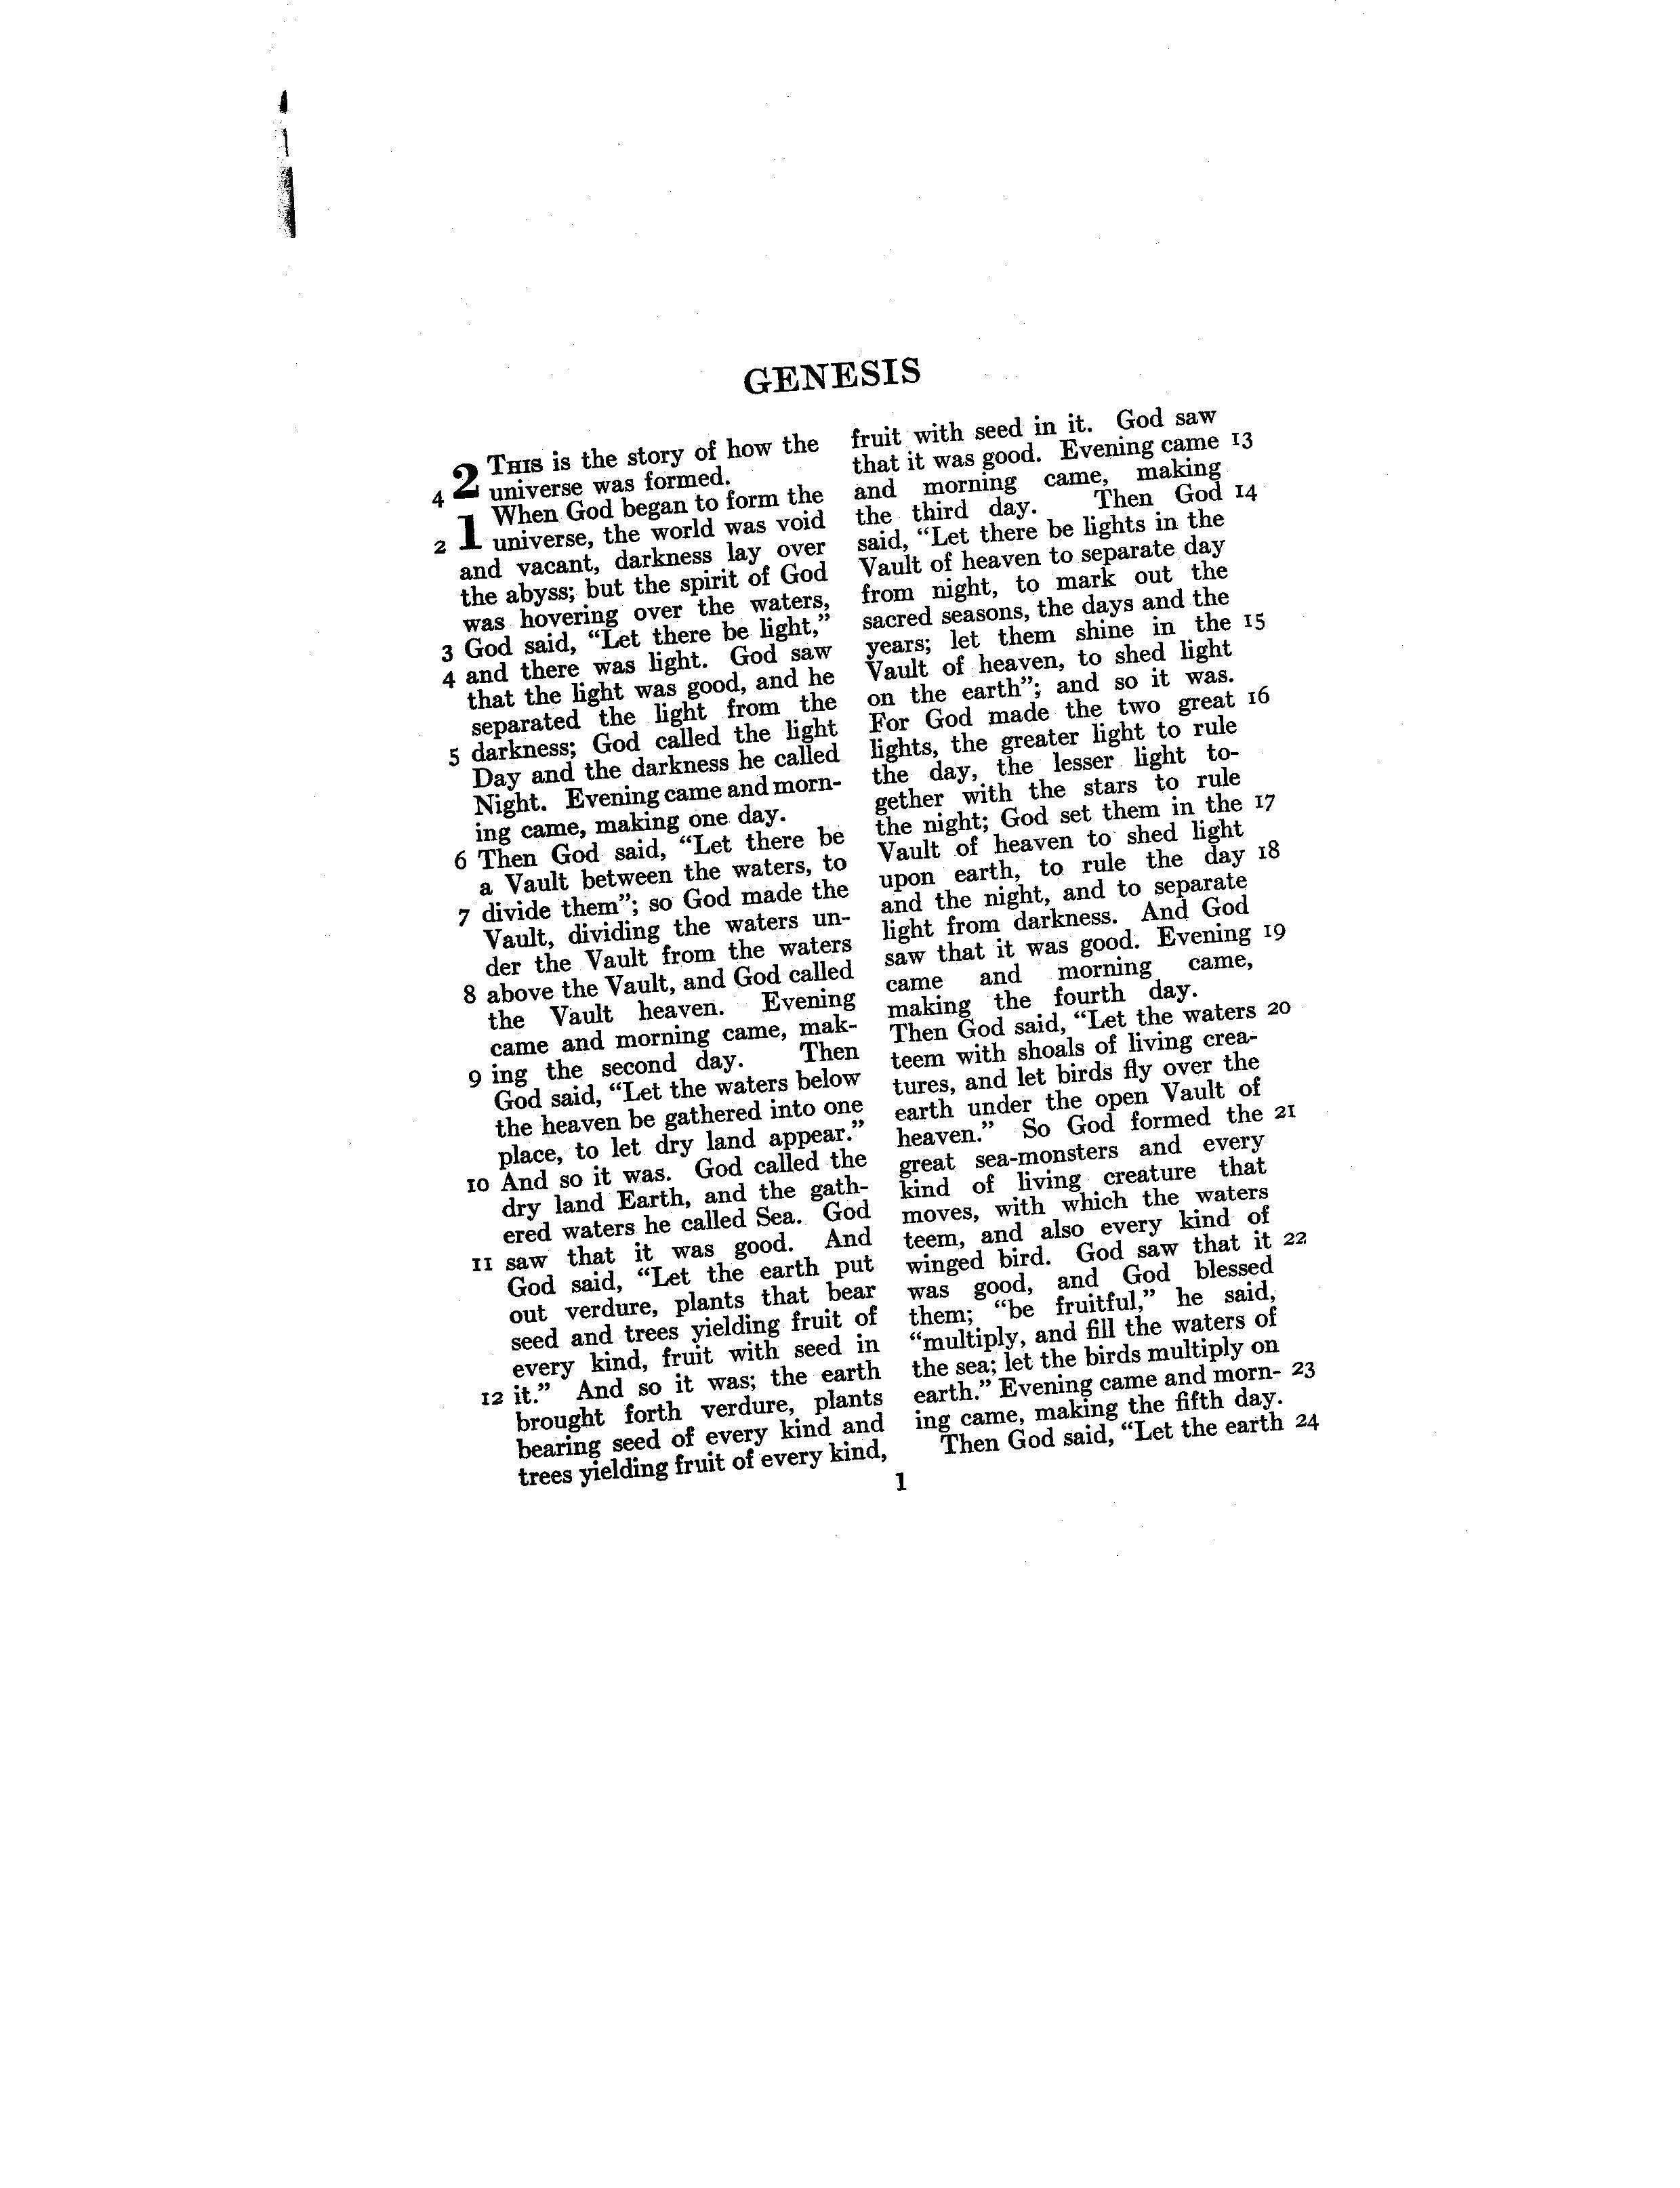 GENESIS
2 THIS is the story of how the
4 universe was formed.
1 When God began to form the
2 universe, the world was void
and vacant, darkness lay over
the abyss; but the spirit of God
was hovering over the waters,
3 God said, “Let there be light,”
4 and there was light. God saw
that the light was good, and he
separated the light from the
5 darkness; God called the light
Day and the darkness he called
Night. Evening came and morn-
ing came, making one day.
6 Then God said, “Let there be
a Vault between the waters, to
7 divide them”; so God made the
Vault, dividing the waters un-
der the Vault from the waters
8 above the Vault, and God called
the Vault heaven. Evening
came and morning came, mak-
9 ing the second day. Then
God said, “Let the waters below
the heaven be gathered into one
place, to let dry land appear.”
10 And so it was. God called the
dry land Earth, and the gath-
ered waters he called Sea. God
11 saw that it was good. And
God said, “Let the earth put
out verdure, plants that bear
seed and trees yielding fruit of
every kind, fruit with seed in
12 it.” And so it was; the earth
brought forth verdure, plants
bearing seed of every kind and
trees yielding fruit of every kind,
fruit with seed in it. God saw
that it was good. Evening came 13
and morning came, making
the third day. Then God 14
said, “Let there be lights in the
Vault of heaven to separate day
from night, to mark out the
sacred seasons, the days and the
years; let them shine in the 15
Vault of heaven, to shed light
on the earth”; and so it was.
For God made the two great 16
lights, the greater light to rule
the day, the lesser light to-
gether with the stars to rule
the night; God set them in the 17
Vault of heaven to shed light
upon earth, to rule the day 18
and the night, and to separate
light from darkness. And God
saw that it was good. Evening 19
came and morning came,
making the fourth day.
Then God said, “Let the waters 20
teem with shoals of living crea-
tures, and let birds fly over the
earth under the open Vault of
heaven.” So God formed the 21
great sea-monsters and every
kind of living creature that
moves, with which the waters
teem, and also every kind of
winged bird. God saw that it 22
was good, and God blessed
them; “be fruitful,” he said,
“multiply, and fill the waters of
the sea; let the birds multiply on
earth.” Evening came and morn- 23
ing came, making the fifth day.
Then God said, “Let the earth 24
1